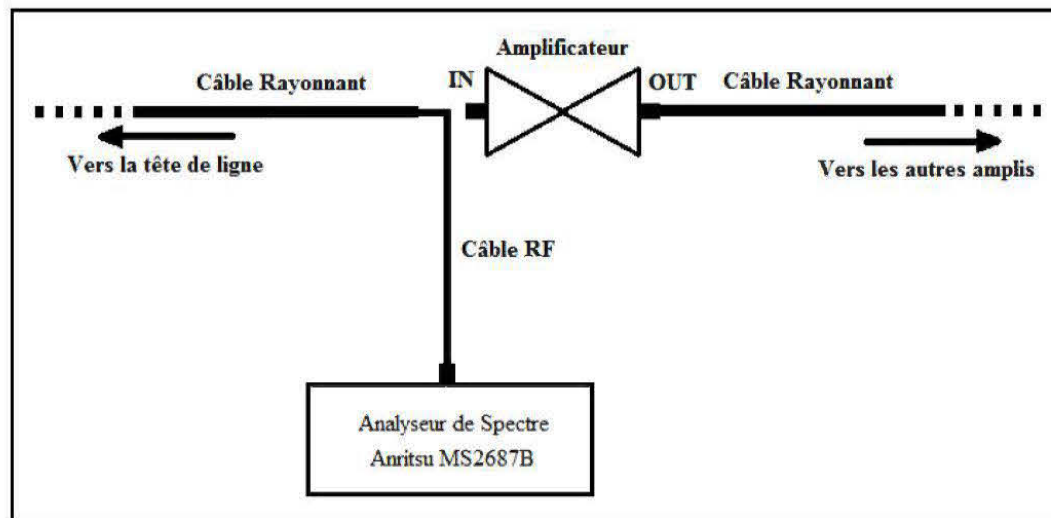 Amplificateur
Câble Rayonnant
IN
OUT
Câble Rayonnant
Vers la tête de ligne
Vers les autres amplis
Câble RF
Analyseur de Spectre
Anritsu MS2687B